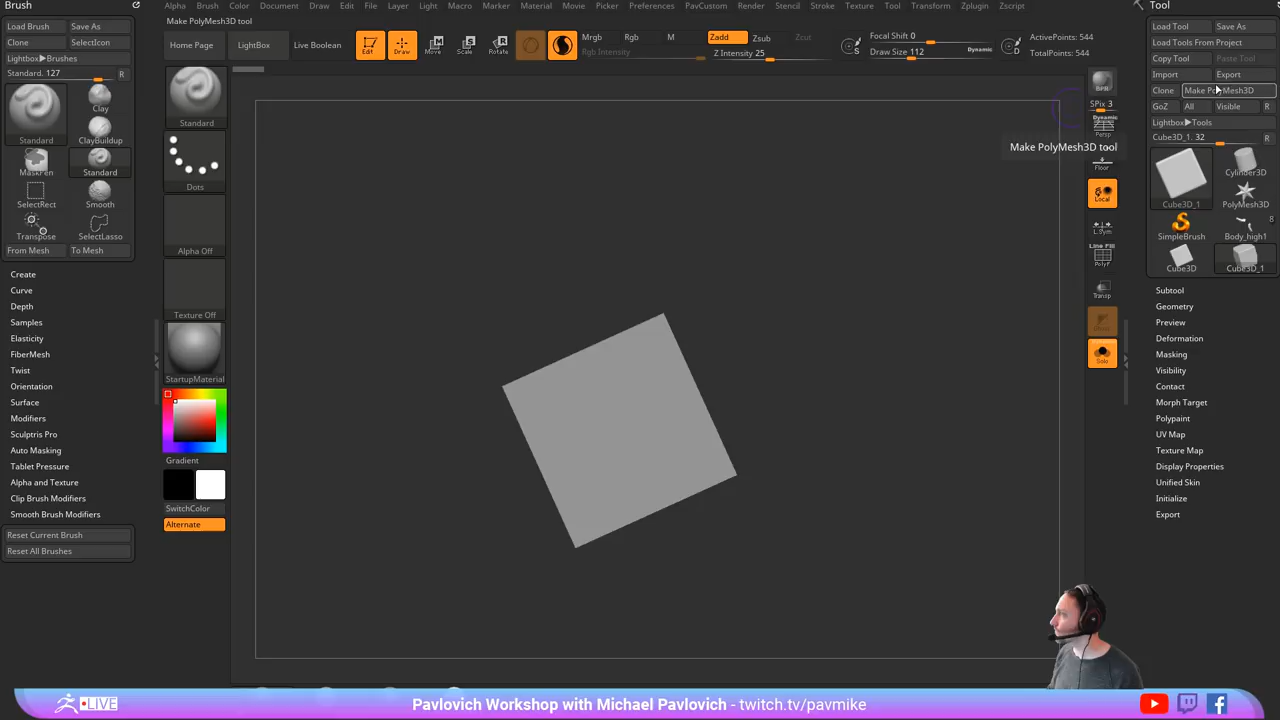 Brush
Load Brush Save As
Clone SelectIcon
Lightbox▶Brushes
Standard. 127 R
Standard Clay
ClayBuildup
MaskPen Standard
SelectRect Smooth
Transpose SelectLasso
From Mesh To Mesh
Create
Curve
Depth
Samples
Elasticity
FiberMesh
Twist
Orientation
Surface
Modifiers
Sculptris Pro
Auto Masking
Tablet Pressure
Alpha and Texture
Clip Brush Modifiers
Smooth Brush Modifiers
Reset Current Brush
Reset All Brushes
Alpha Brush Color Document Draw Edit File Layer Light Macro Marker Material Movie Picker Preferences PavCustom Render Stencil Stroke Texture Tool Transform Zplugin Zscript
Make PolyMesh3D tool
Home Page LightBox Live Boolean
Edit Draw Move Scale Rotate
Mrgb Rgb M Zadd Zsub Zcut
Rgb Intensity Z Intensity 25
S Focal Shift 0
Draw Size 112 Dynamic
D ActivePoints: 544
TotalPoints: 544
Standard
Dots
Alpha Off
Texture Off
StartupMaterial
Gradient
SwitchColor
Alternate
Make PolyMesh3D tool
BPR
SPix 3
Dynamic
Persp
Floor
Local
L.Sym
Line Fill
Polyf
Transp
Solo
Tool
Load Tool Save As
Load Tools From Project
Copy Tool Paste Tool
Import Export
Clone Make PolyMesh3D
GoZ All Visible R
Lightbox▶Tools
Cube3D_1. 32 R
Cube3D_1 Cylinder3D
PolyMesh3D
SimpleBrush 8 Body_high1
Cube3D Cube3D_1
Subtool
Geometry
Preview
Deformation
Masking
Visibility
Contact
Morph Target
Polypaint
UV Map
Texture Map
Display Properties
Unified Skin
Initialize
Export
LIVE
Pavlovich Workshop with Michael Pavlovich - twitch.tv/pavmike